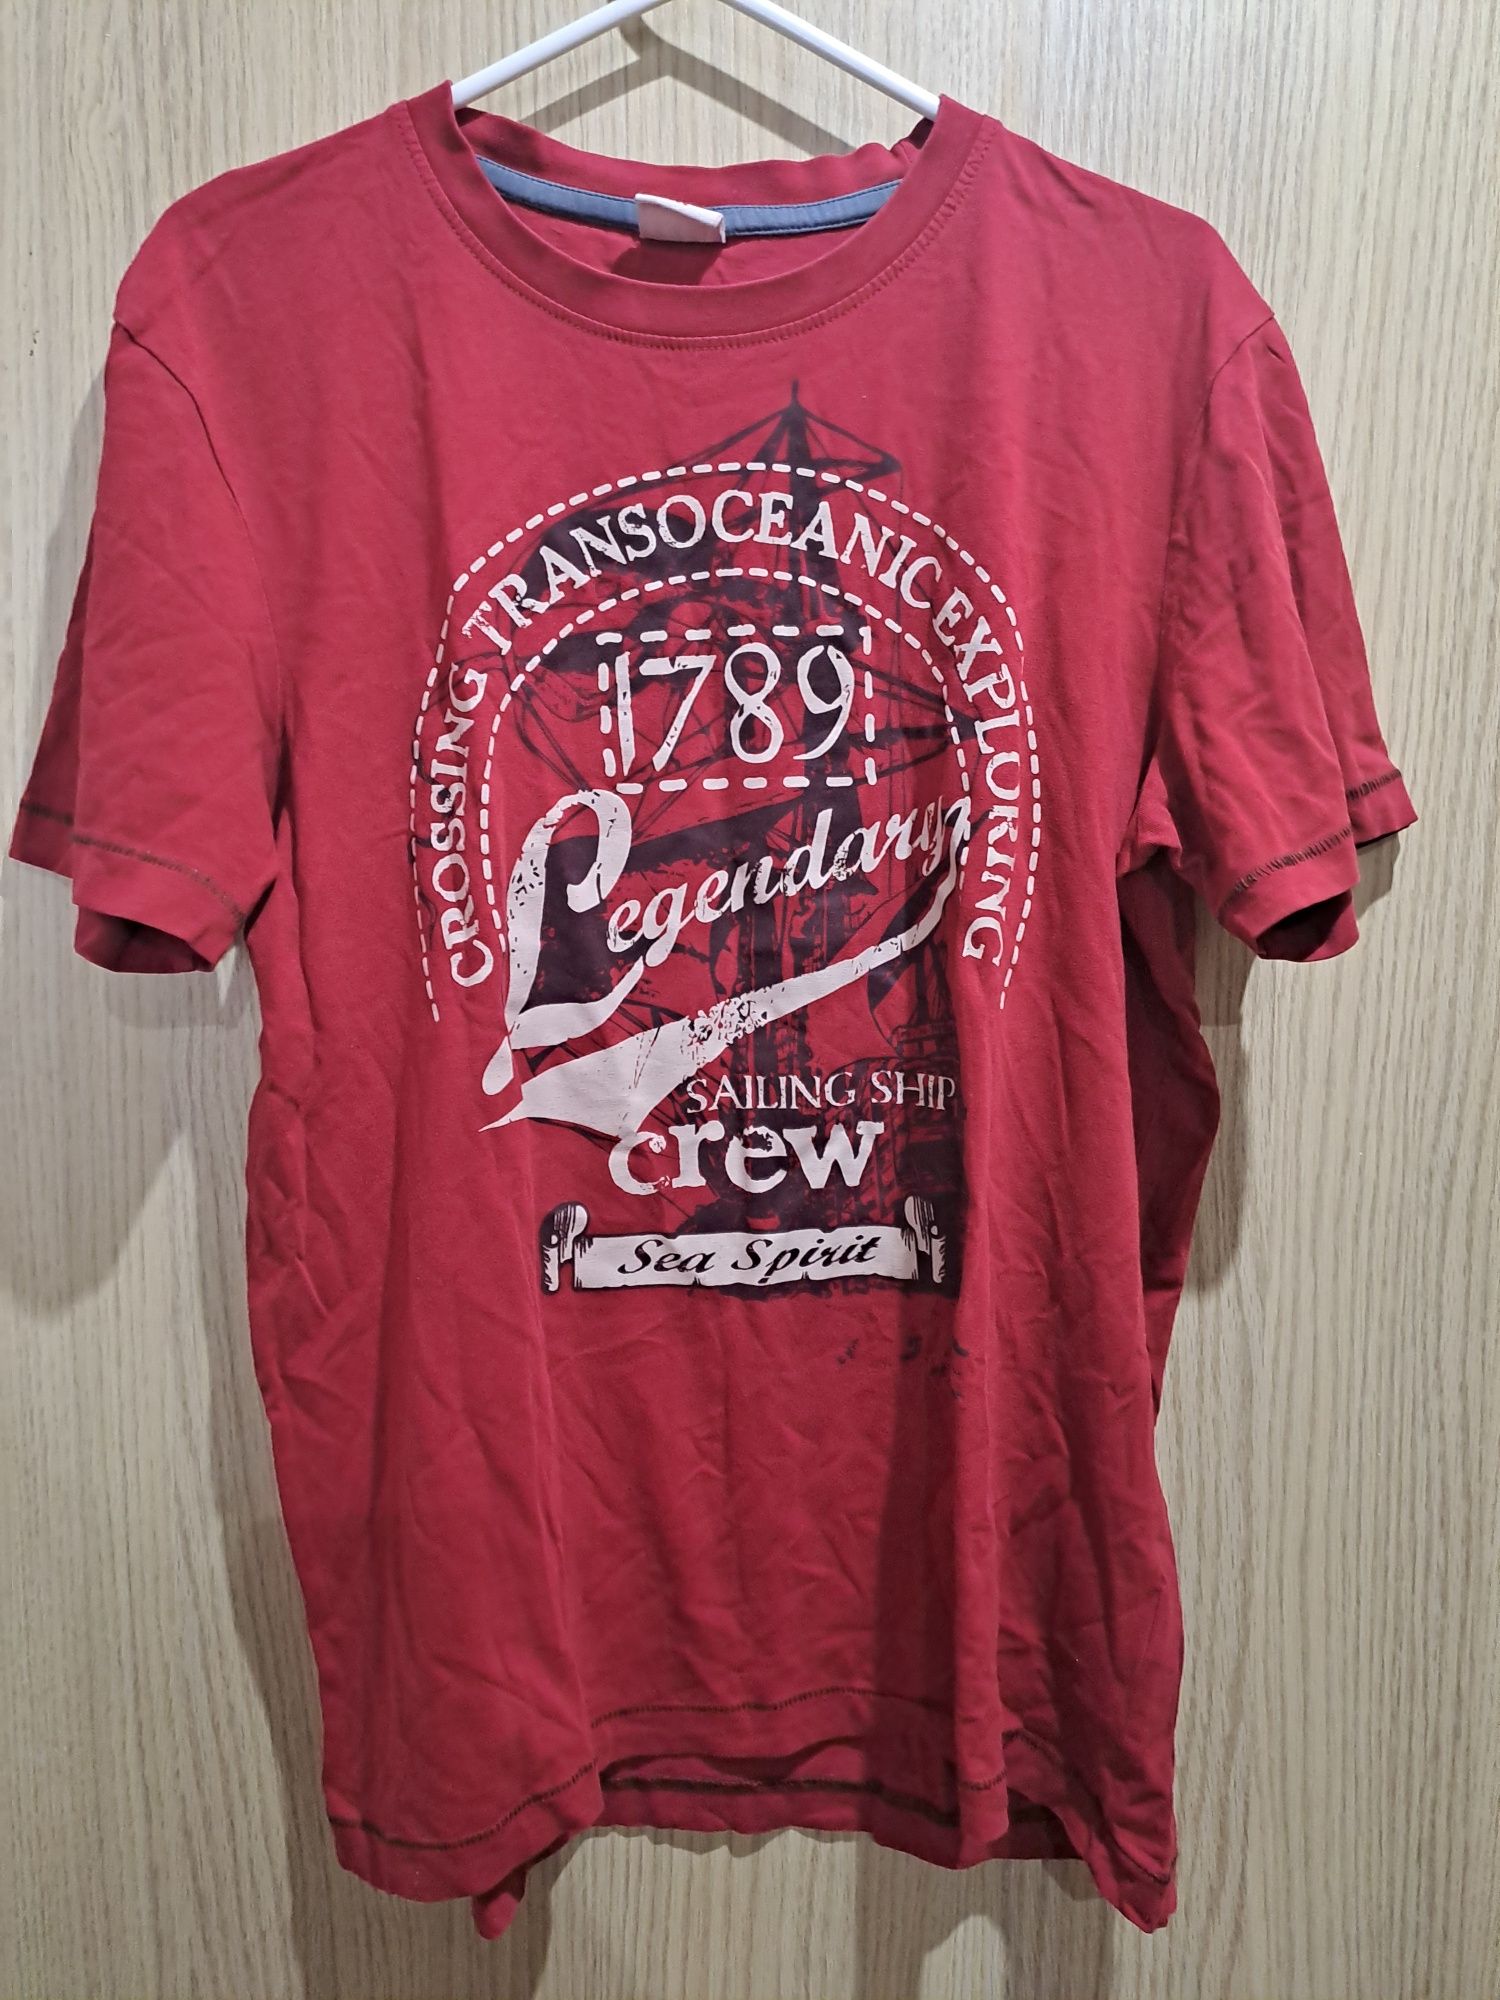 CROSSING TRANSOCEANIC EXPLORING
1789
Legendary
SAILING SHIP
crew
Sea Spirit